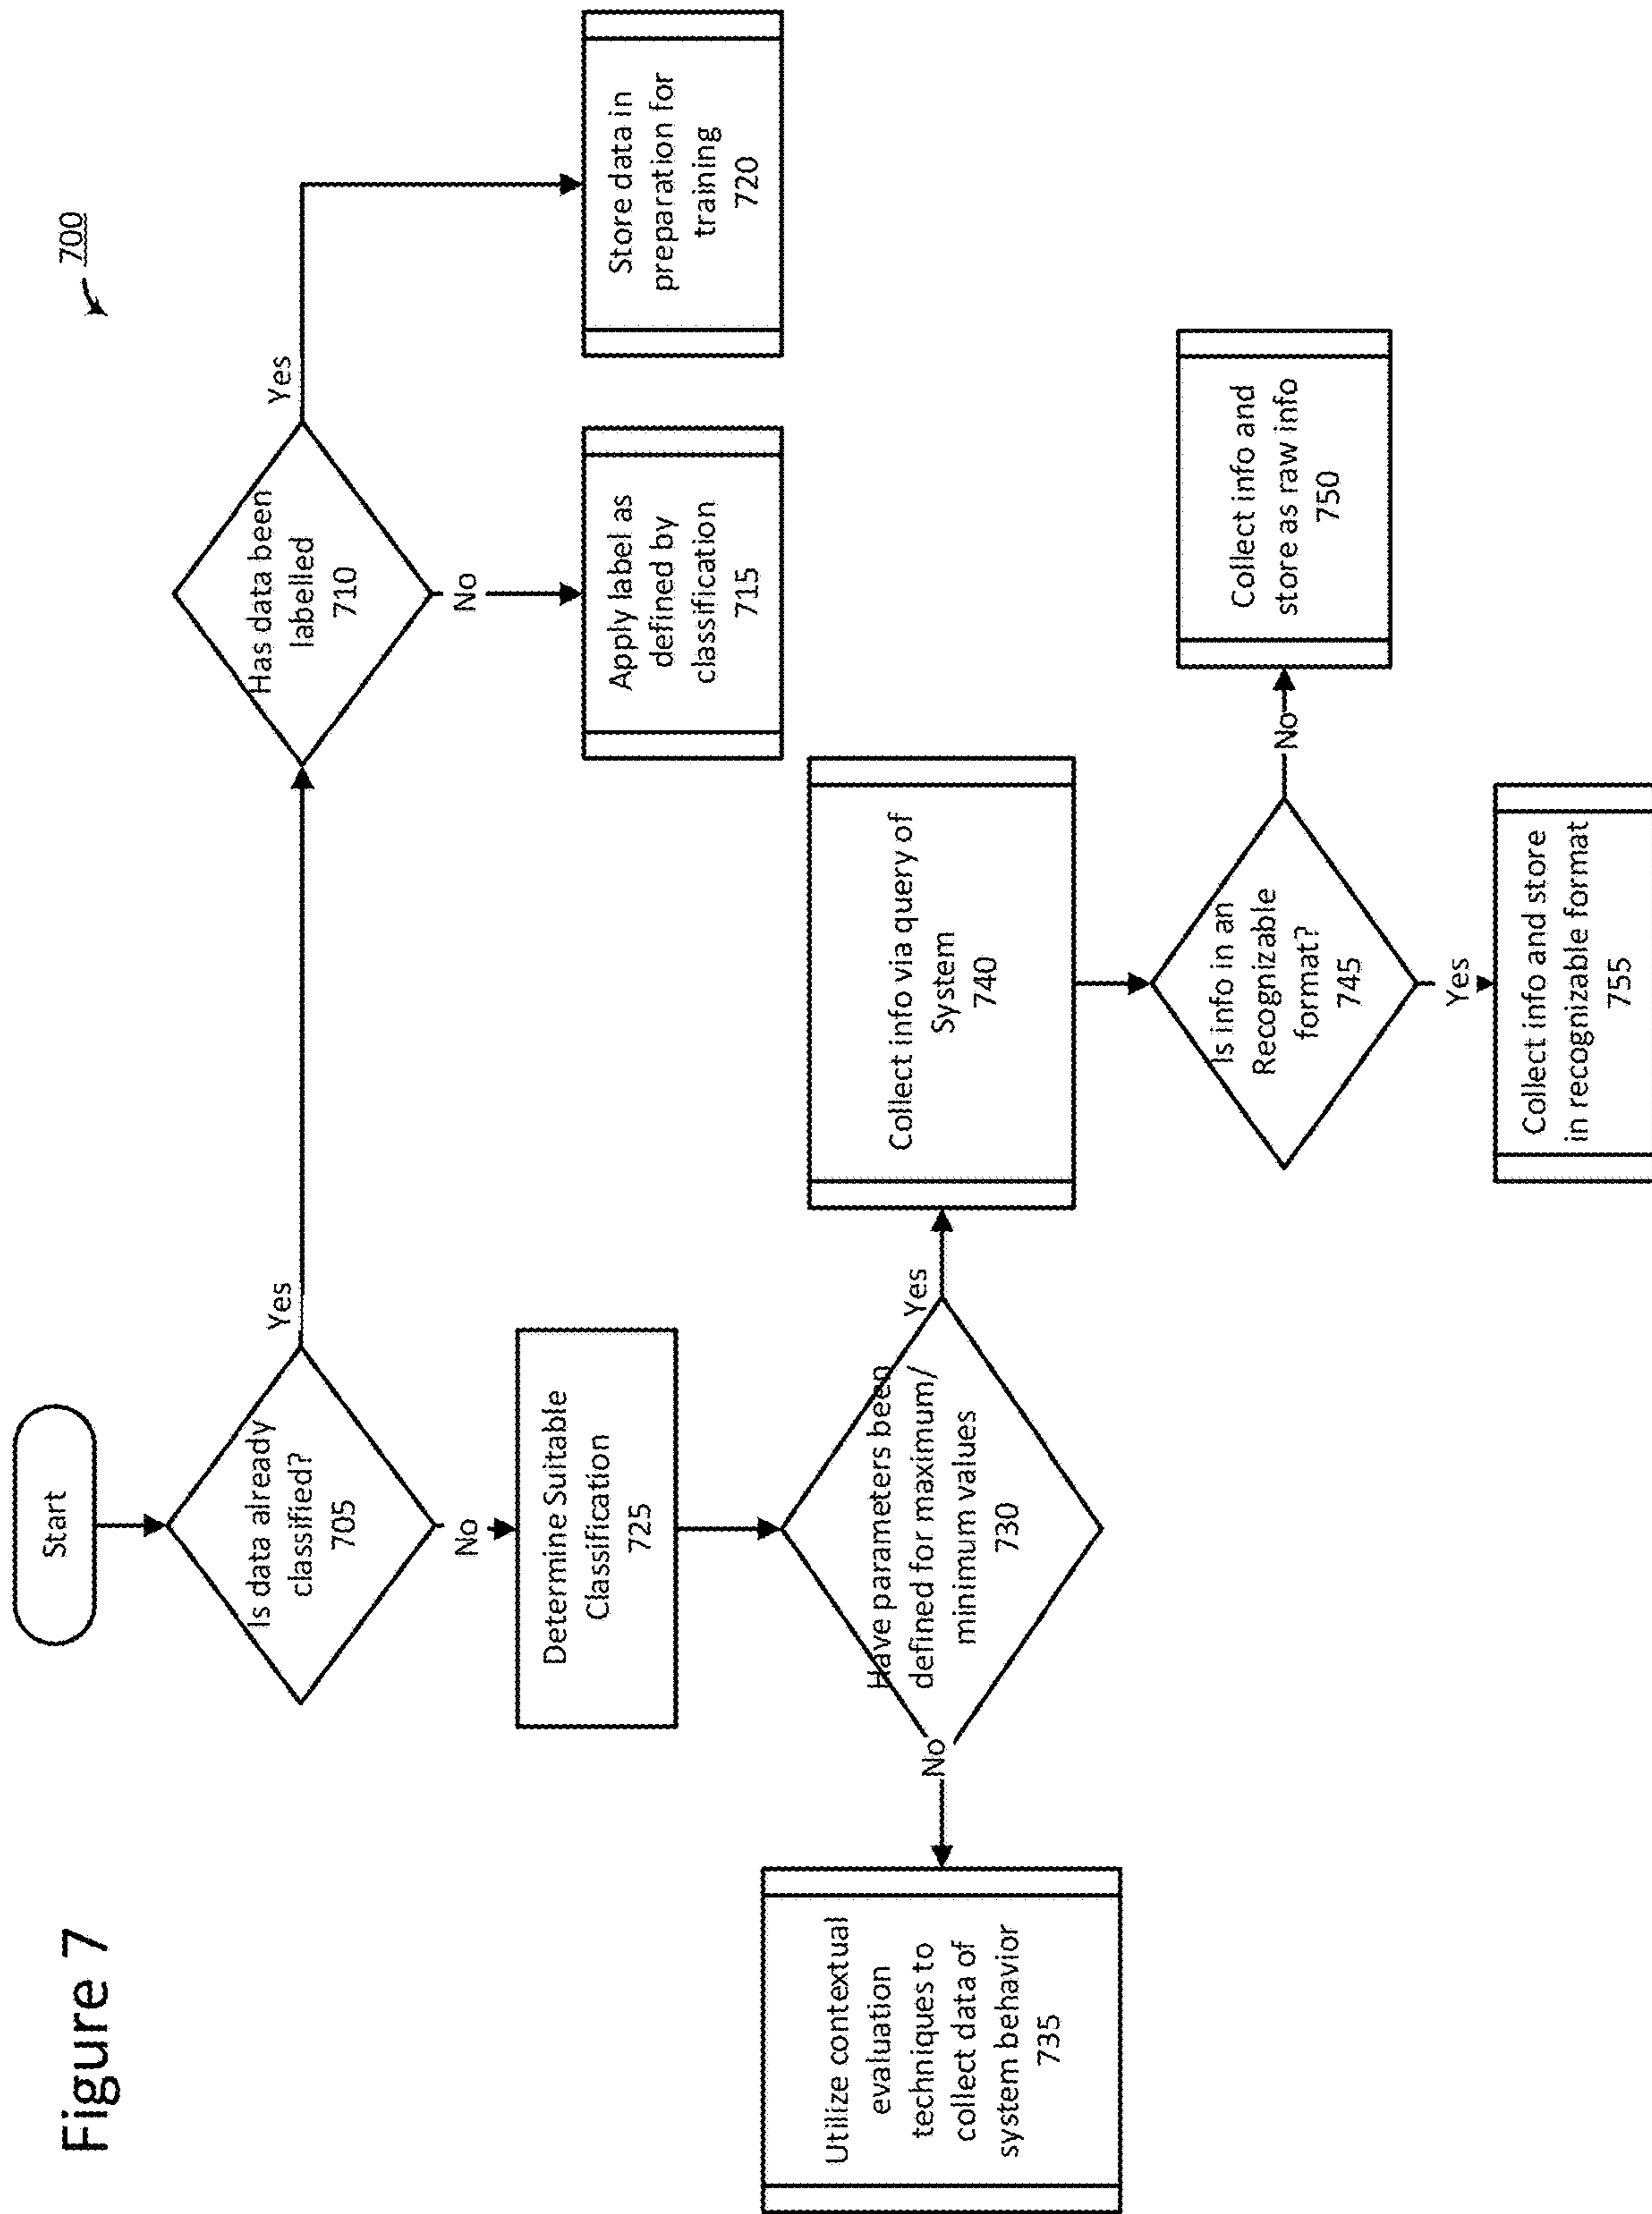 Figure 7
700
Start
Is data already
classified?
705
Yes
No
Has data been
labelled
710
Yes
No
Apply label as
defined by
classification
715
Store data in
preparation for
training
720
Determine Suitable
Classification
725
Have parameters been
defined for maximum/
minimum values
730
No
Yes
Utilize contextual
evaluation
techniques to
collect data of
system behavior
735
Collect info via query of
System
740
Is info in an
Recognizable
format?
745
No
Yes
Collect info and
store as raw info
750
Collect info and store
in recognizable format
755